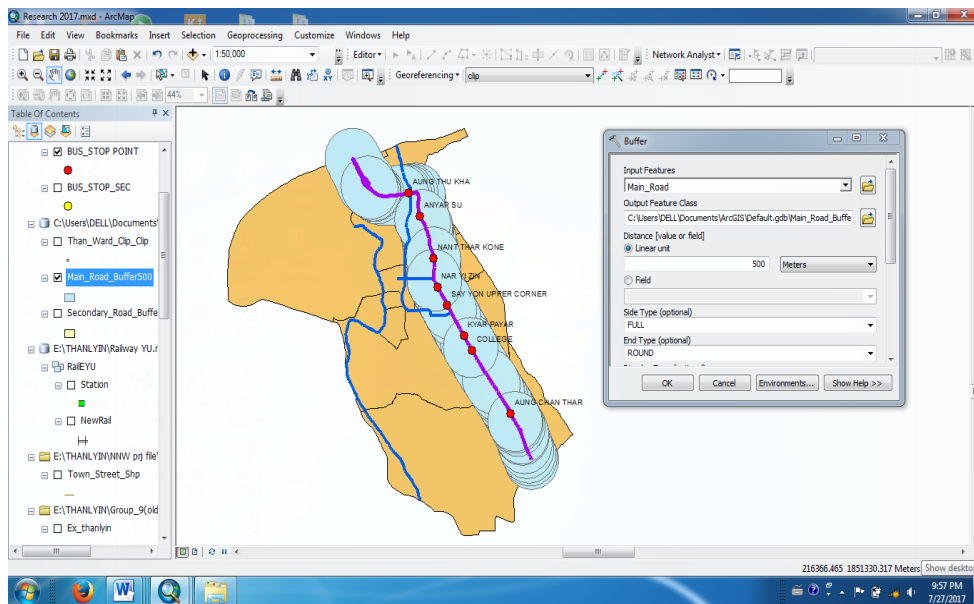 Research 2017.mxd - ArcMap
File Edit View Bookmarks Insert Selection Geoprocessing Customize Windows Help
1:50,000
Editor
Network Analyst
Georeferencing
clip
44%
Table Of Contents
BUS_STOP POINT
BUS_STOP_SEC
C:\Users\DELL\Documents'
Than_Ward_Clip_Clip
Main_Road_Buffer500
Secondary_Road_Buffe
E:\THANLYIN\Railway YU.r
RailEYU
Station
NewRail
E:\THANLYIN\NNW prj file'
Town_Street_Shp
E:\THANLYIN\Group_9(old
Ex_thanlyin
AUNG THU KHA
ANYAR SU
NANT THAR KONE
NAR YI ZIN
SAY YON UPPER CORNER
KYAR PAYAR
COLLEGE
AUNG CHAN THAR
Buffer
Input Features
Main_Road
Output Feature Class
C:\Users\DELL\Documents\ArcGIS\Default.gdb\Main_Road_Buffe
Distance [value or field]
Linear unit
500 Meters
Field
Side Type (optional)
FULL
End Type (optional)
ROUND
OK Cancel Environments... Show Help >>
216366.465 1851330.317 Meters
Show deskto
9:57 PM
7/27/2017